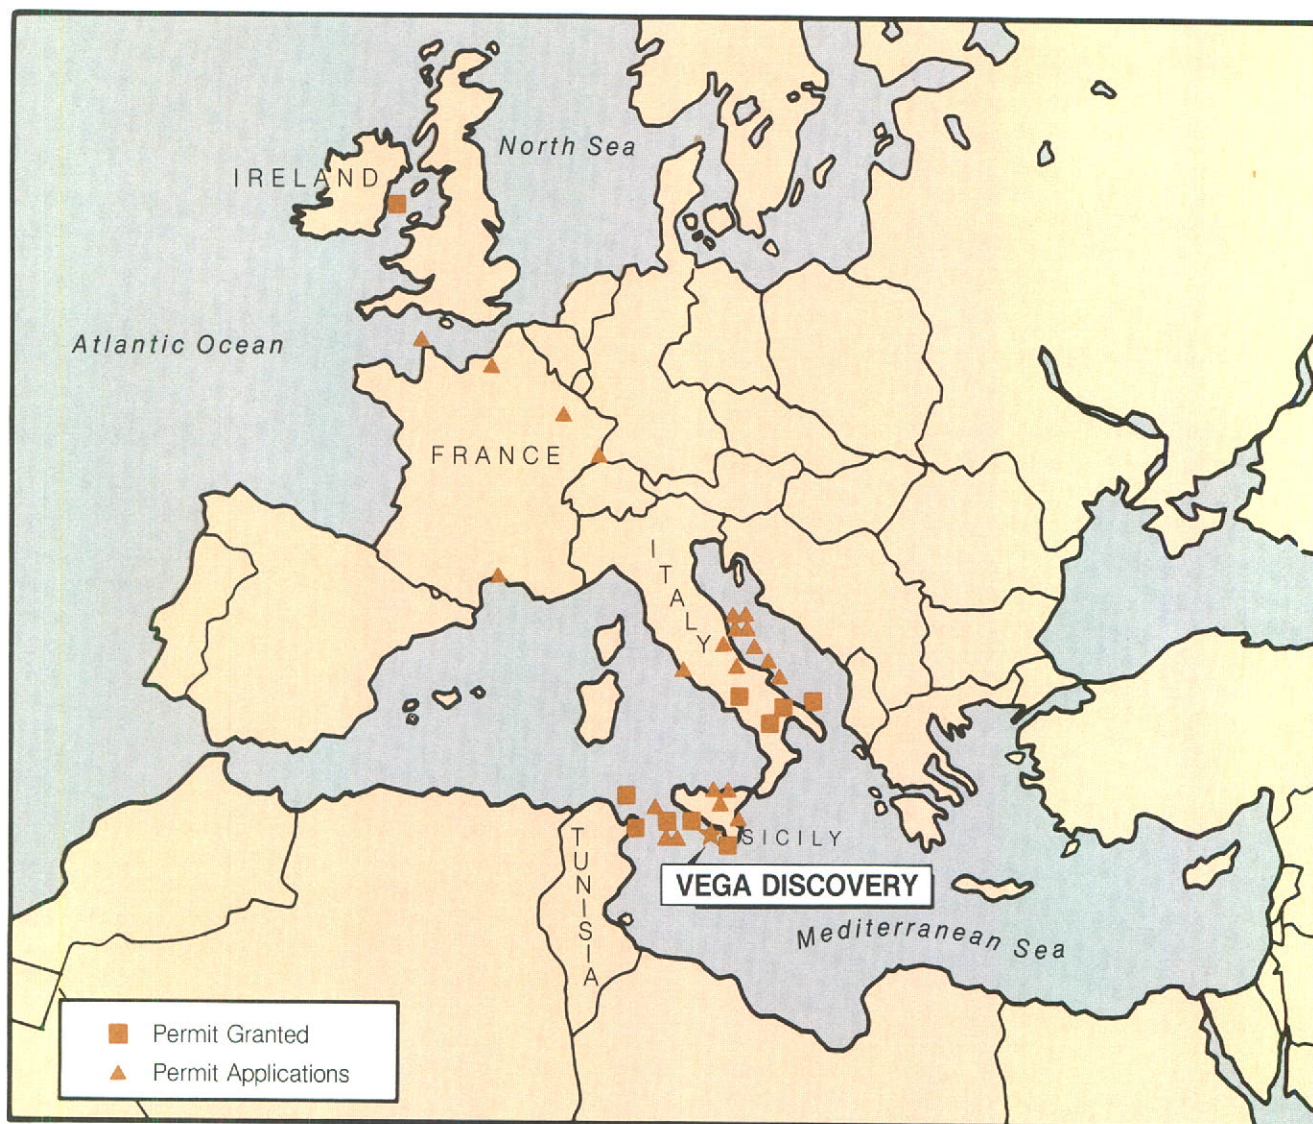 North Sea
IRELAND
Atlantic Ocean
FRANCE
ITALY
SICILY
TUNISIA
VEGA DISCOVERY
Mediterranean Sea
Permit Granted
Permit Applications